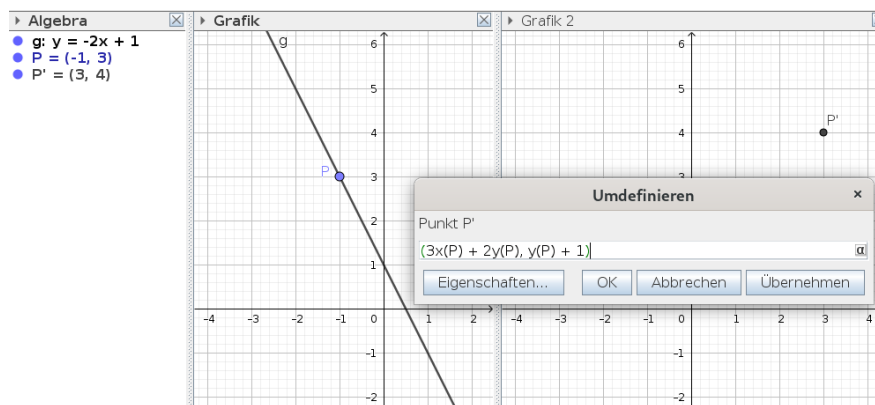 Algebra
g: y = -2x + 1
P = (-1, 3)
P' = (3, 4)
Grafik
g
6
5
4
P
3
2
1
-4 -3 -2 -1 0 1 2
-1
-2
Grafik 2
6
5
P'
4
3
-4 -3 -2 -1 0 1 2 3 4
-1
-2
Umdefinieren
×
Punkt P'
(3x(P) + 2y(P), y(P) + 1)
α
Eigenschaften... OK Abbrechen Übernehmen